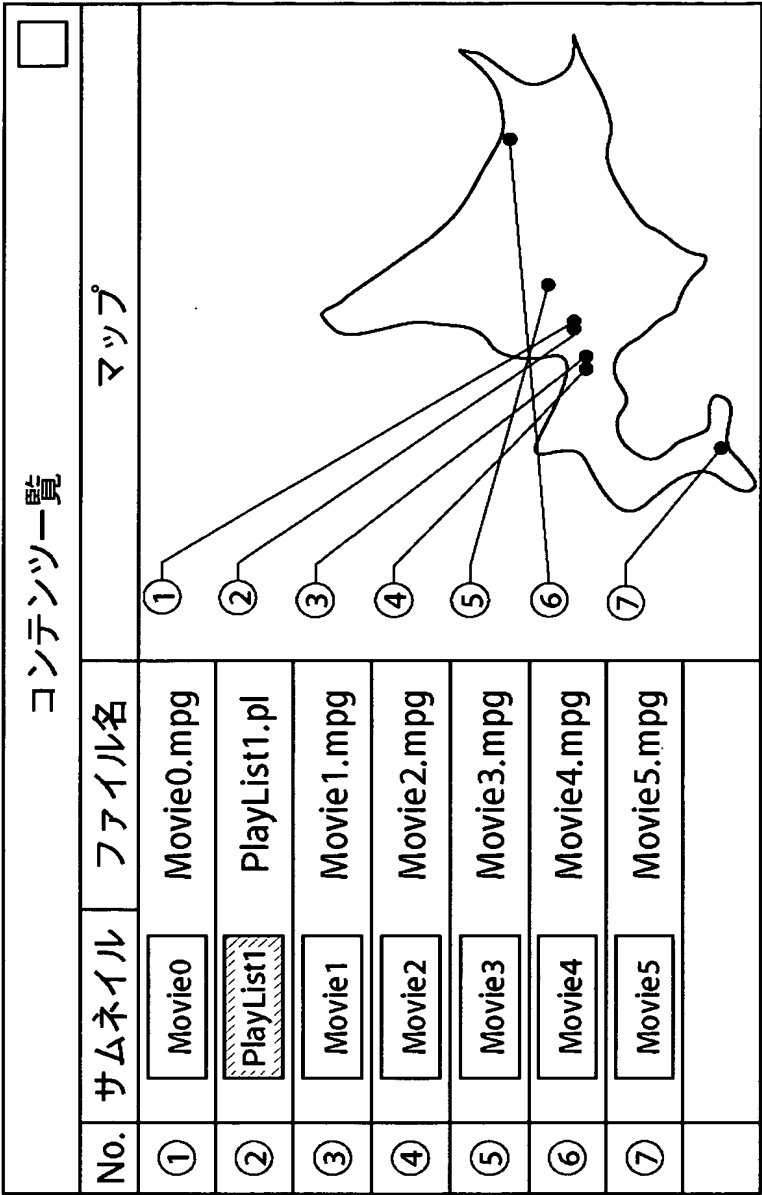 コンテンツ一覧
No. サムネイル ファイル名 マップ
① Movie0 Movie0.mpg ①
② PlayList1 PlayList1.pl ②
③ Movie1 Movie1.mpg ③
④ Movie2 Movie2.mpg ④
⑤ Movie3 Movie3.mpg ⑤
⑥ Movie4 Movie4.mpg ⑥
⑦ Movie5 Movie5.mpg ⑦